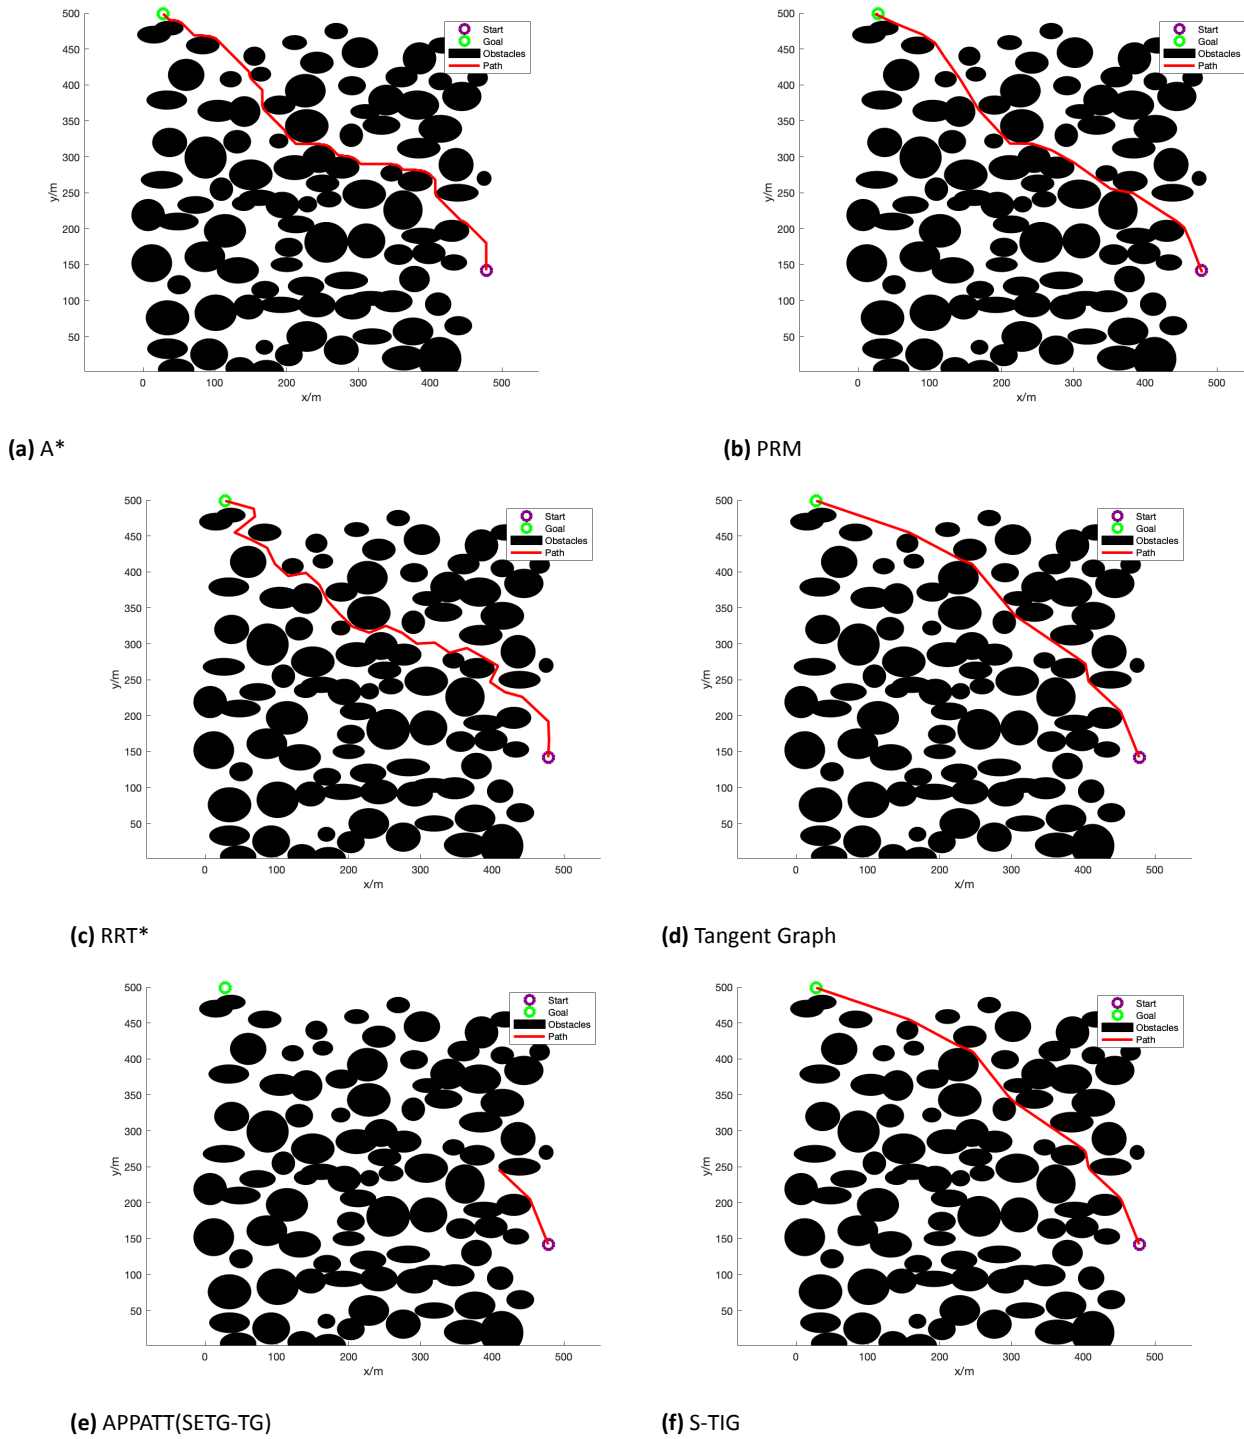 500
450
400
350
300
250
200
150
100
50
y/m
0 100 200 300 400 500
x/m
Start
Goal
Obstacles
Path
(a) A*
500
450
400
350
300
250
200
150
100
50
y/m
0 100 200 300 400 500
x/m
Start
Goal
Obstacles
Path
(b) PRM
500
450
400
350
300
250
200
150
100
50
y/m
0 100 200 300 400 500
x/m
Start
Goal
Obstacles
Path
(c) RRT*
500
450
400
350
300
250
200
150
100
50
y/m
0 100 200 300 400 500
x/m
Start
Goal
Obstacles
Path
(d) Tangent Graph
500
450
400
350
300
250
200
150
100
50
y/m
0 100 200 300 400 500
x/m
Start
Goal
Obstacles
Path
(e) APPATT(SETG-TG)
500
450
400
350
300
250
200
150
100
50
y/m
0 100 200 300 400 500
x/m
Start
Goal
Obstacles
Path
(f) S-TIG